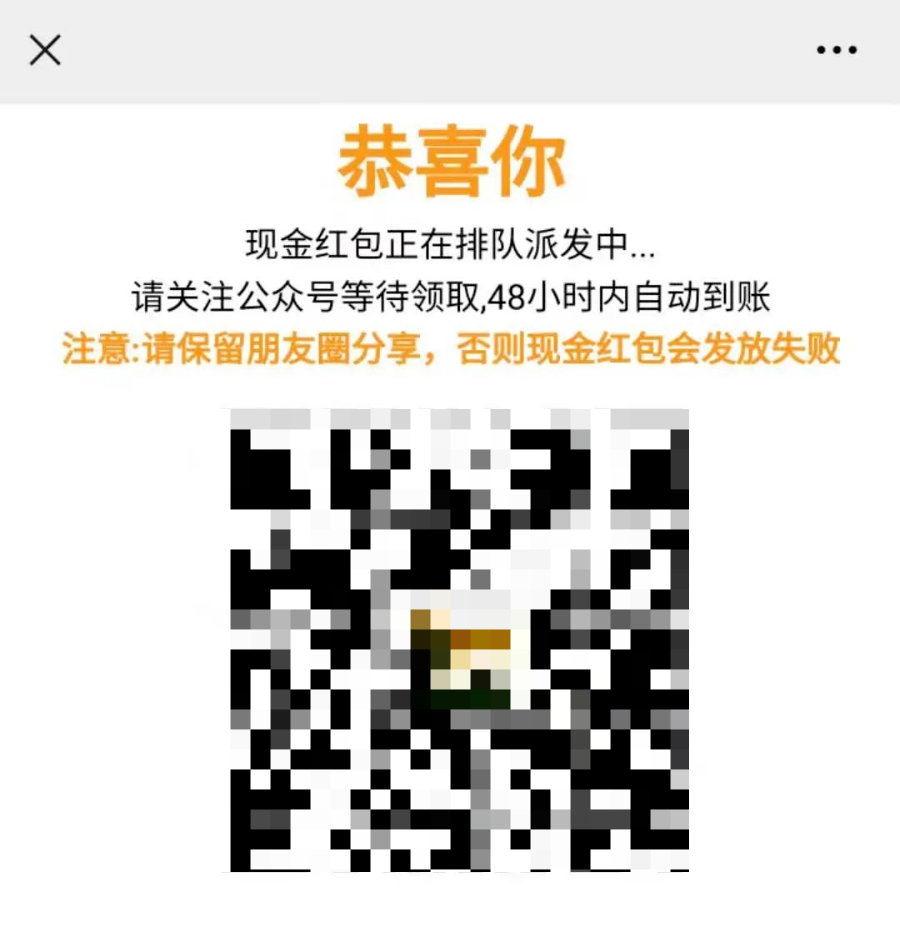 恭喜你
现金红包正在排队派发中...
请关注公众号等待领取,48小时内自动到账
注意:请保留朋友圈分享，否则现金红包会发放失败